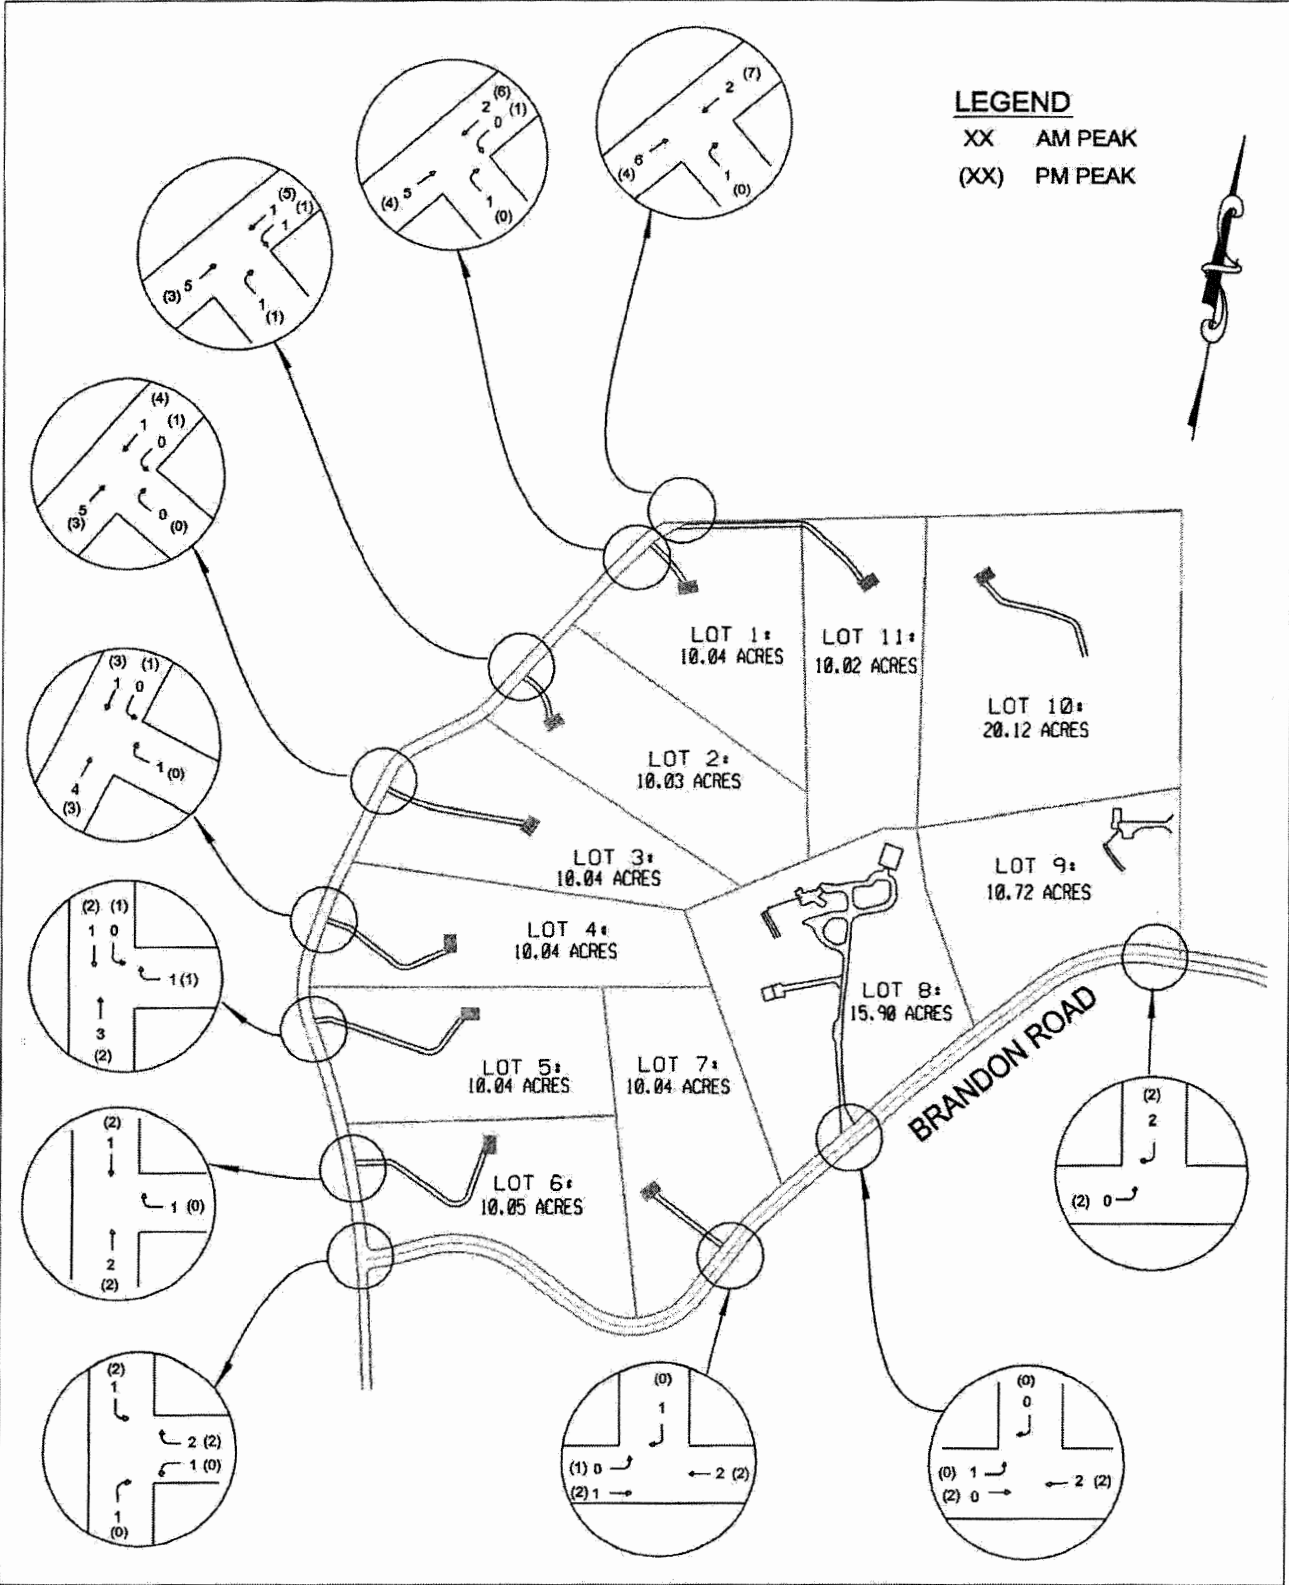 LEGEND
XX AM PEAK
(XX) PM PEAK
2 (7)
(4) 6
1 (0)
2 (6)
0 (1)
(4) 5
1 (0)
1 (5)
1 (1)
(3) 5
1 (1)
(4)
1 (1)
0
5
(3)
0 (0)
(3) (1)
1 0
1 (0)
4
(3)
(2) (1)
1 0
1 (1)
3
(2)
(2)
1
1 (0)
2
(2)
(2)
1
2 (2)
1 (0)
1
(0)
LOT 1:
10.04 ACRES
LOT 11:
10.02 ACRES
LOT 10:
20.12 ACRES
LOT 2:
10.03 ACRES
LOT 3:
10.04 ACRES
LOT 9:
10.72 ACRES
LOT 4:
10.04 ACRES
LOT 8:
15.90 ACRES
LOT 5:
10.04 ACRES
LOT 7:
10.04 ACRES
LOT 6:
10.05 ACRES
BRANDON ROAD
(2)
2
(2) 0
(0)
1
(1) 0
(2) 1
2 (2)
(0)
0
(0) 1
(2) 0
2 (2)